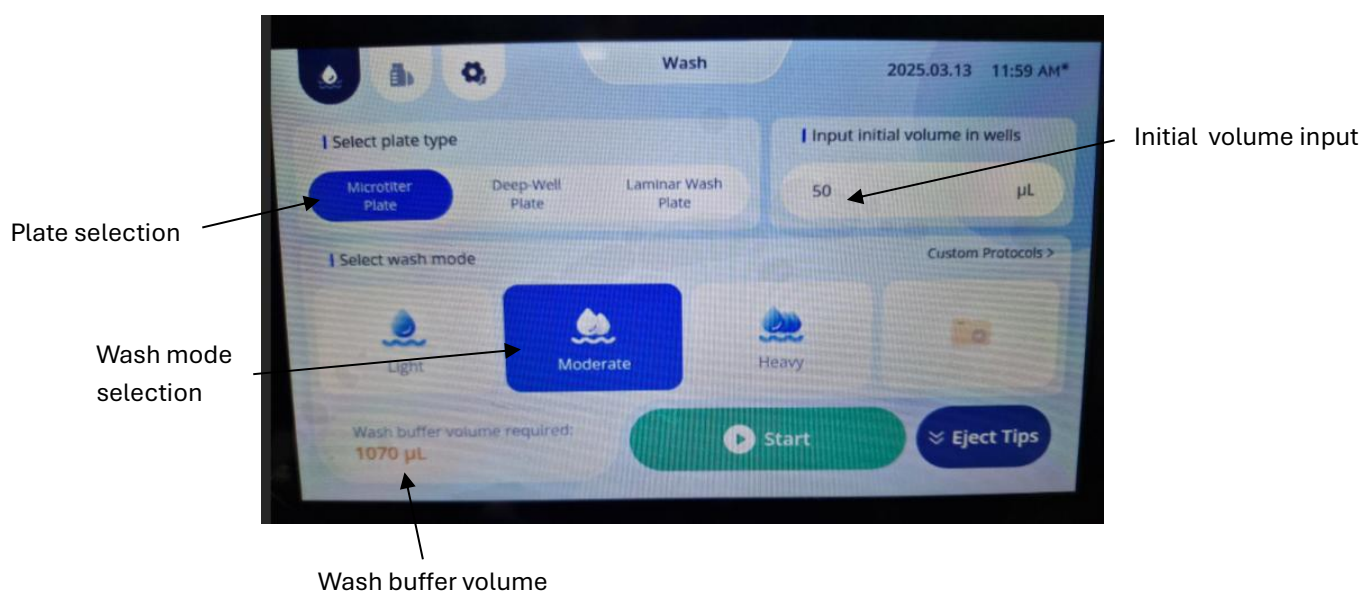 Wash
2025.03.13 11:59 AM*
Select plate type
Input initial volume in wells
Initial volume input
Microtiter
Plate
Deep-Well
Plate
Laminar Wash
Plate
50 µL
Plate selection
Select wash mode
Custom Protocols >
Wash mode
selection
Light
Moderate
Heavy
Wash buffer volume required:
1070 µL
Start
Eject Tips
Wash buffer volume